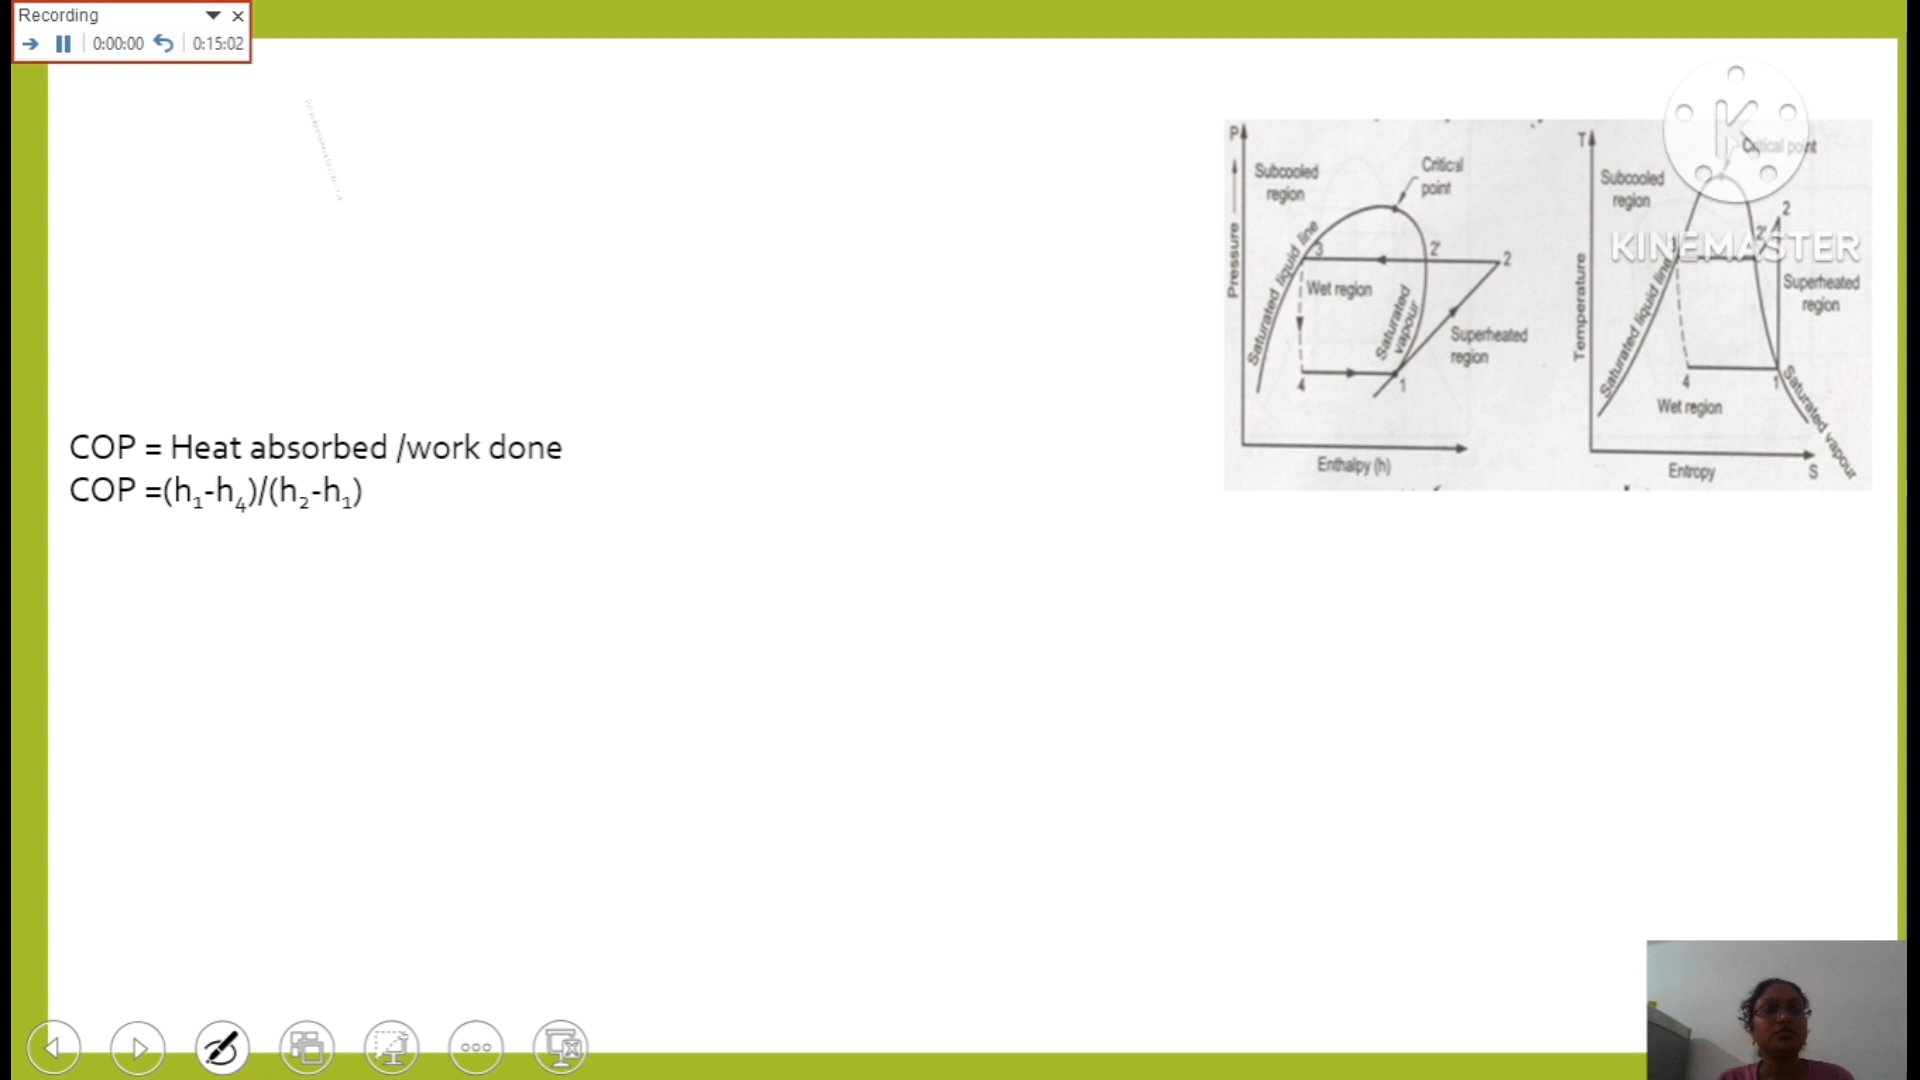 Recording
0:00:00
0:15:02
COP = Heat absorbed /work done
COP =(h₁-h₄)/(h₂-h₁)
P
Pressure
Subcooled
region
Critical
point
Saturated liquid line
3
2'
2
Wet region
Saturated
vapour
Superheated
region
4
1
Enthalpy (h)
T
Temperature
Subcooled
region
Critical point
K
KINEMASTER
2
2'
Saturated liquid line
Superheated
region
4
1
Wet region
Saturated vapour
Entropy
S